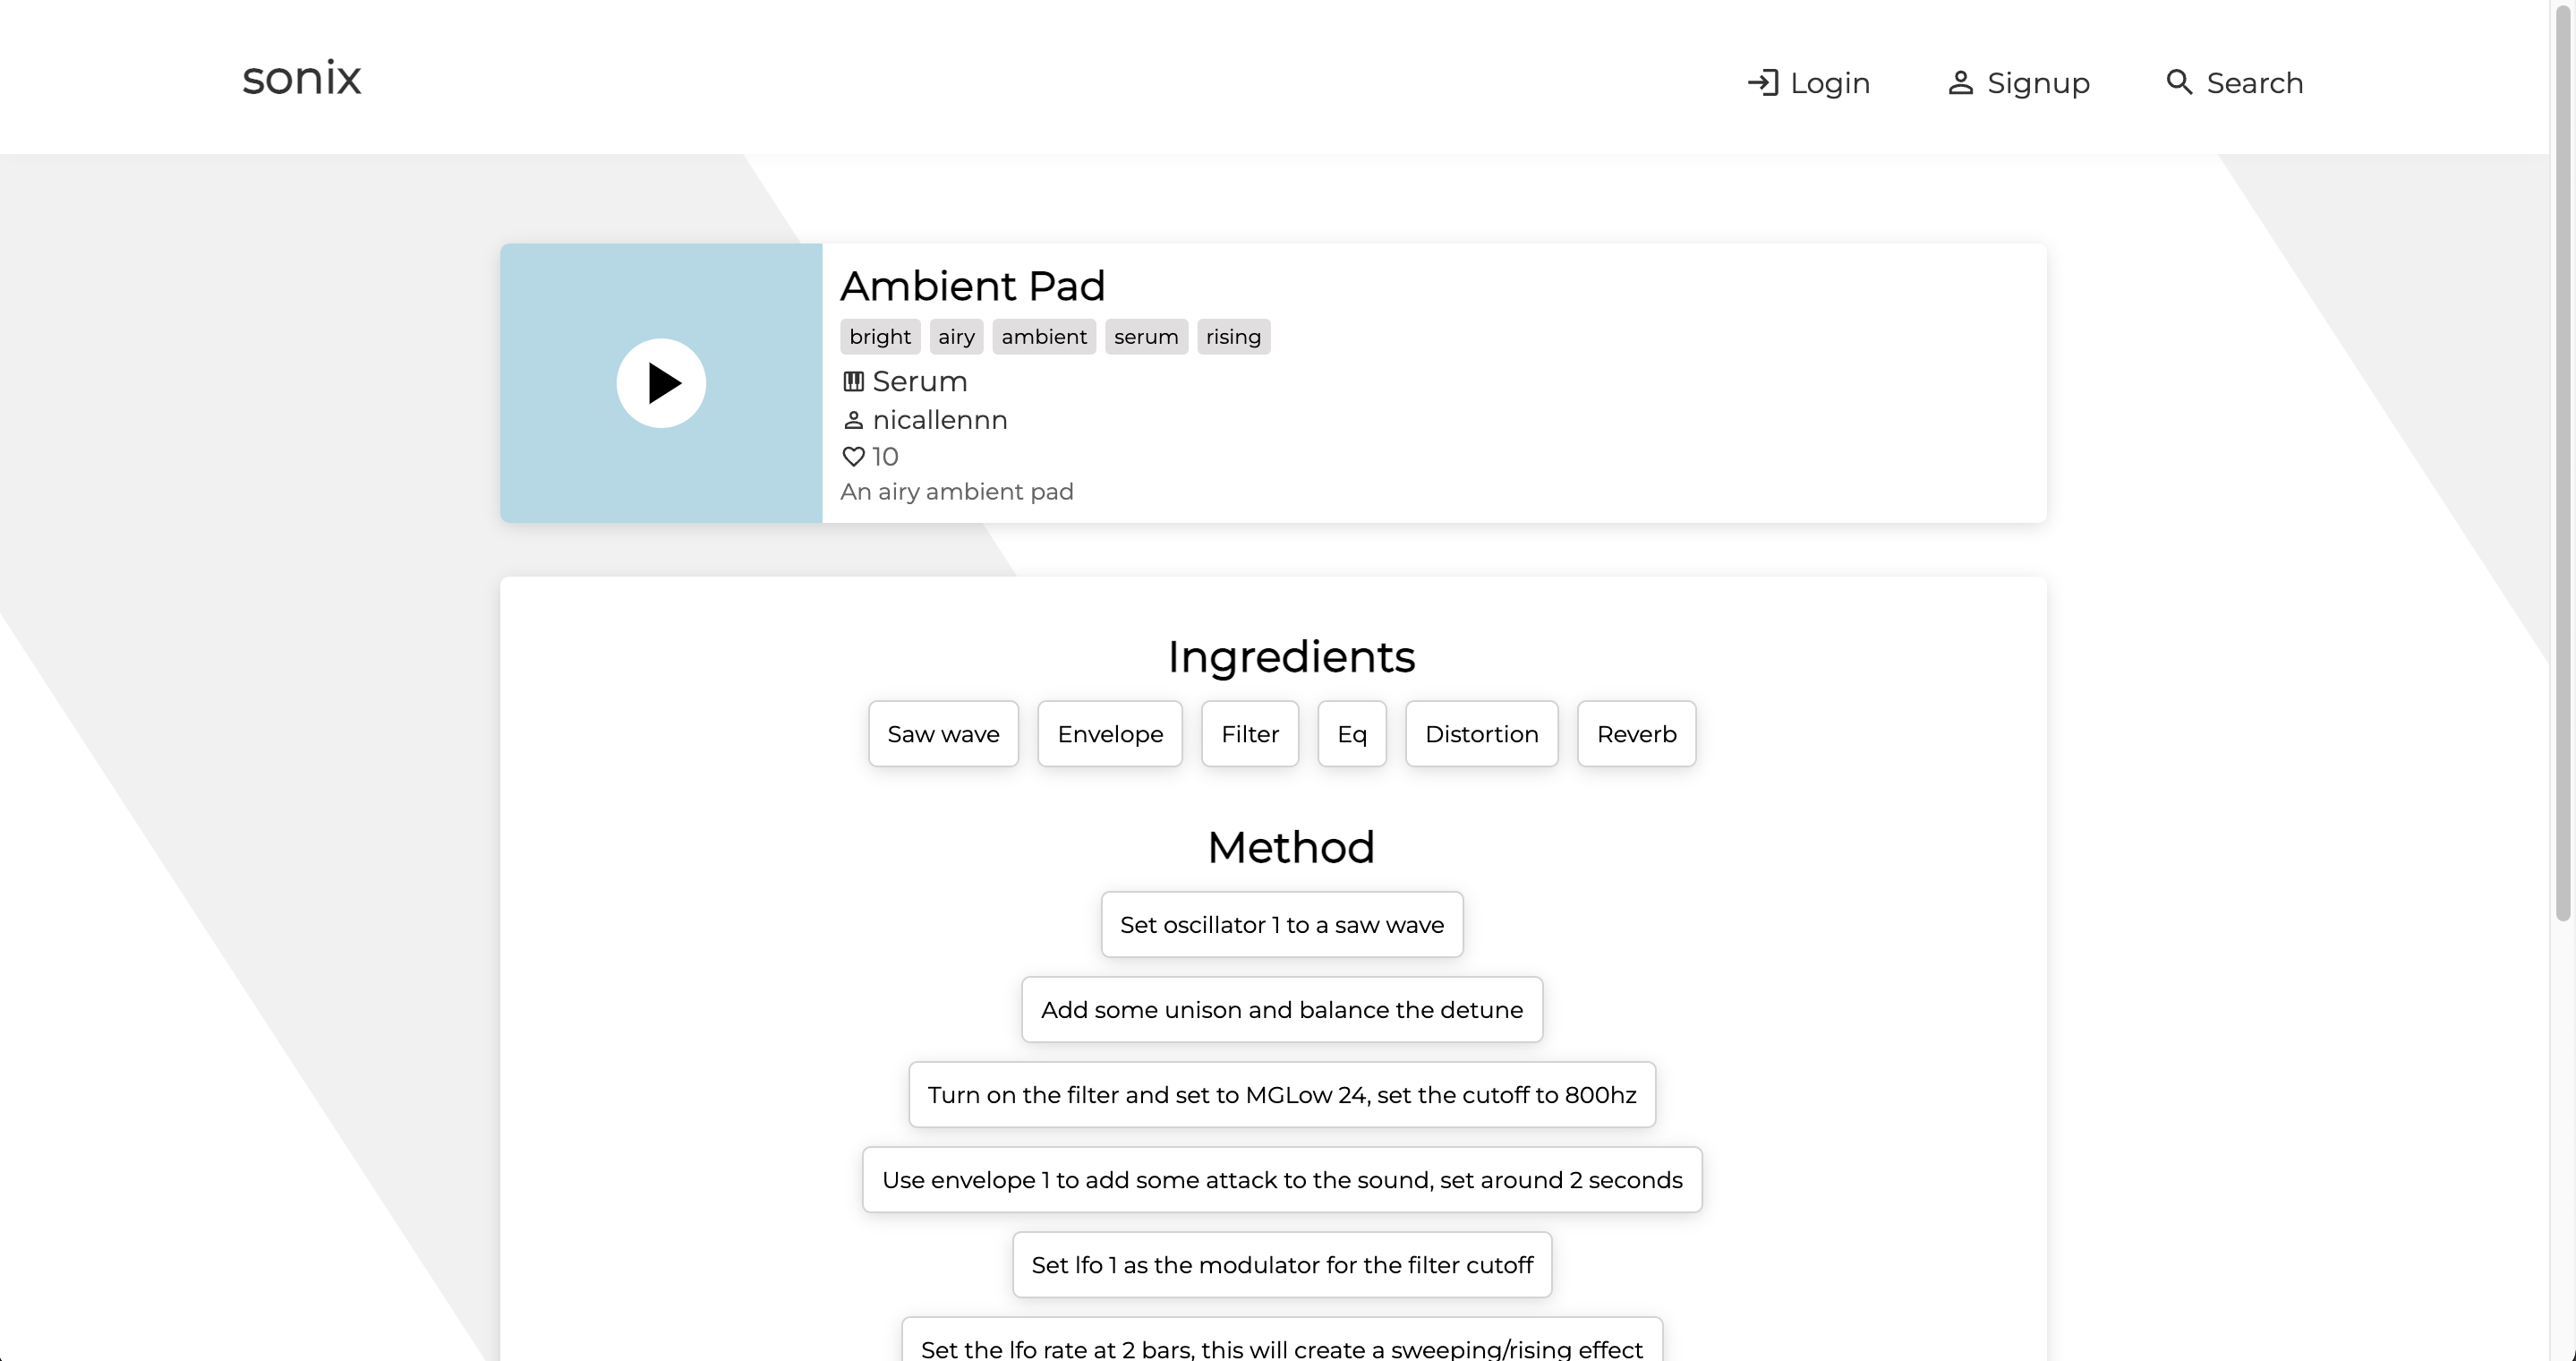 sonix
Login Signup Search
Ambient Pad
bright airy ambient serum rising
Serum
nicallennn
10
An airy ambient pad
Ingredients
Saw wave Envelope Filter Eq Distortion Reverb
Method
Set oscillator 1 to a saw wave
Add some unison and balance the detune
Turn on the filter and set to MGLow 24, set the cutoff to 800hz
Use envelope 1 to add some attack to the sound, set around 2 seconds
Set lfo 1 as the modulator for the filter cutoff
Set the lfo rate at 2 bars, this will create a sweeping/rising effect